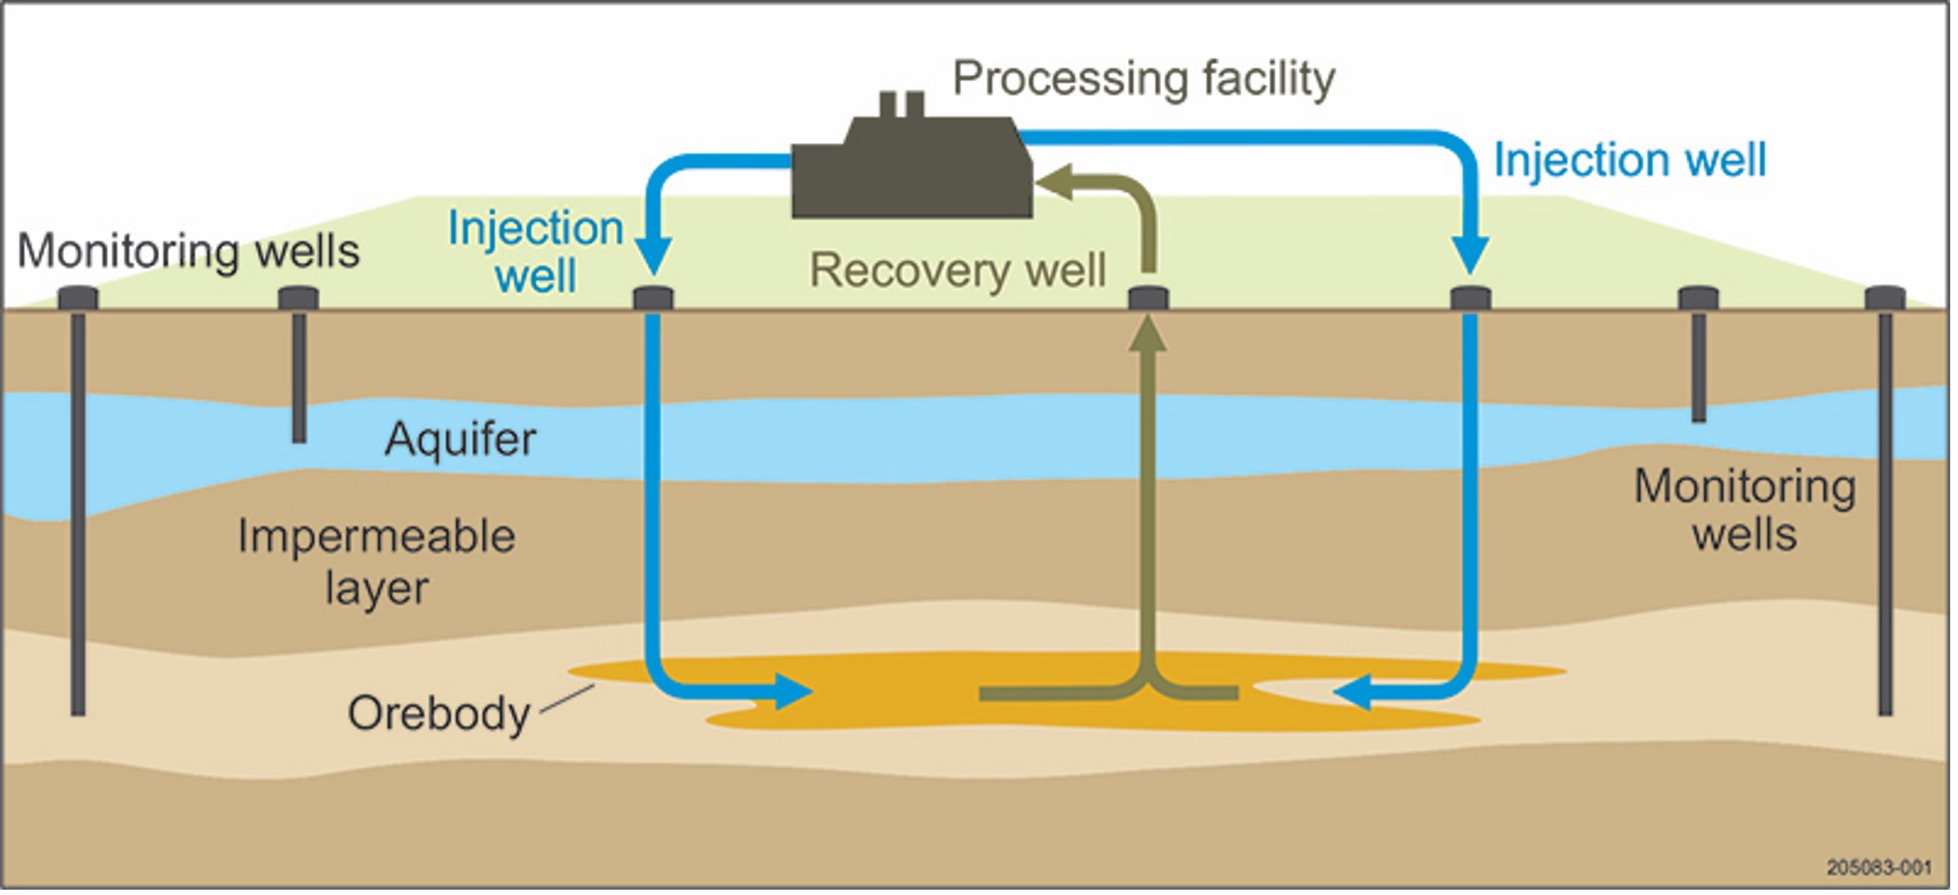 Processing facility
Injection well
Injection
well
Monitoring wells
Recovery well
Aquifer
Monitoring
wells
Impermeable
layer
Orebody
205083-001